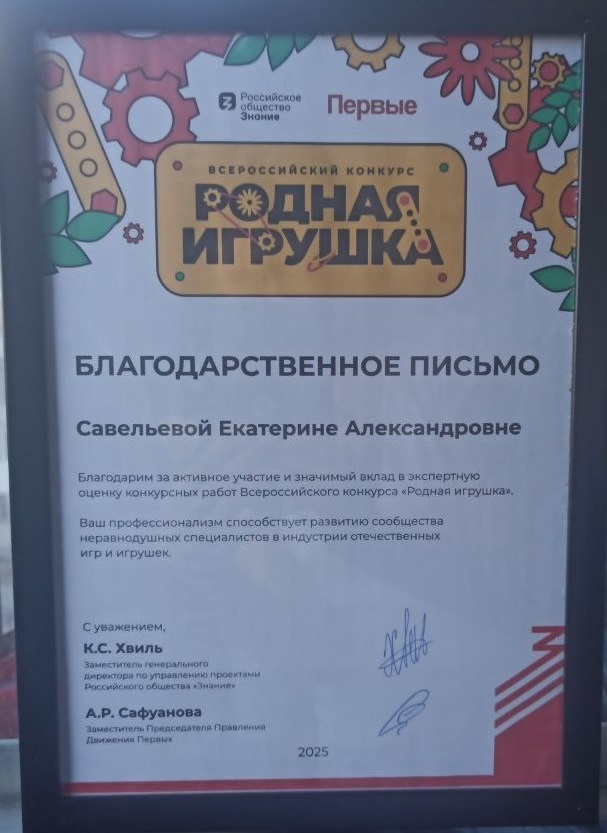 Российское
общество
Знание
Первые
ВСЕРОССИЙСКИЙ КОНКУРС
РОДНАЯ
ИГРУШКА
БЛАГОДАРСТВЕННОЕ ПИСЬМО
Савельевой Екатерине Александровне
Благодарим за активное участие и значимый вклад в экспертную
оценку конкурсных работ Всероссийского конкурса «Родная игрушка».
Ваш профессионализм способствует развитию сообщества
неравнодушных специалистов в индустрии отечественных
игр и игрушек.
С уважением,
К.С. Хвиль
Заместитель генерального
директора по управлению проектами
Российского общества «Знание»
А.Р. Сафуанова
Заместитель Председателя Правления
Движения Первых
2025